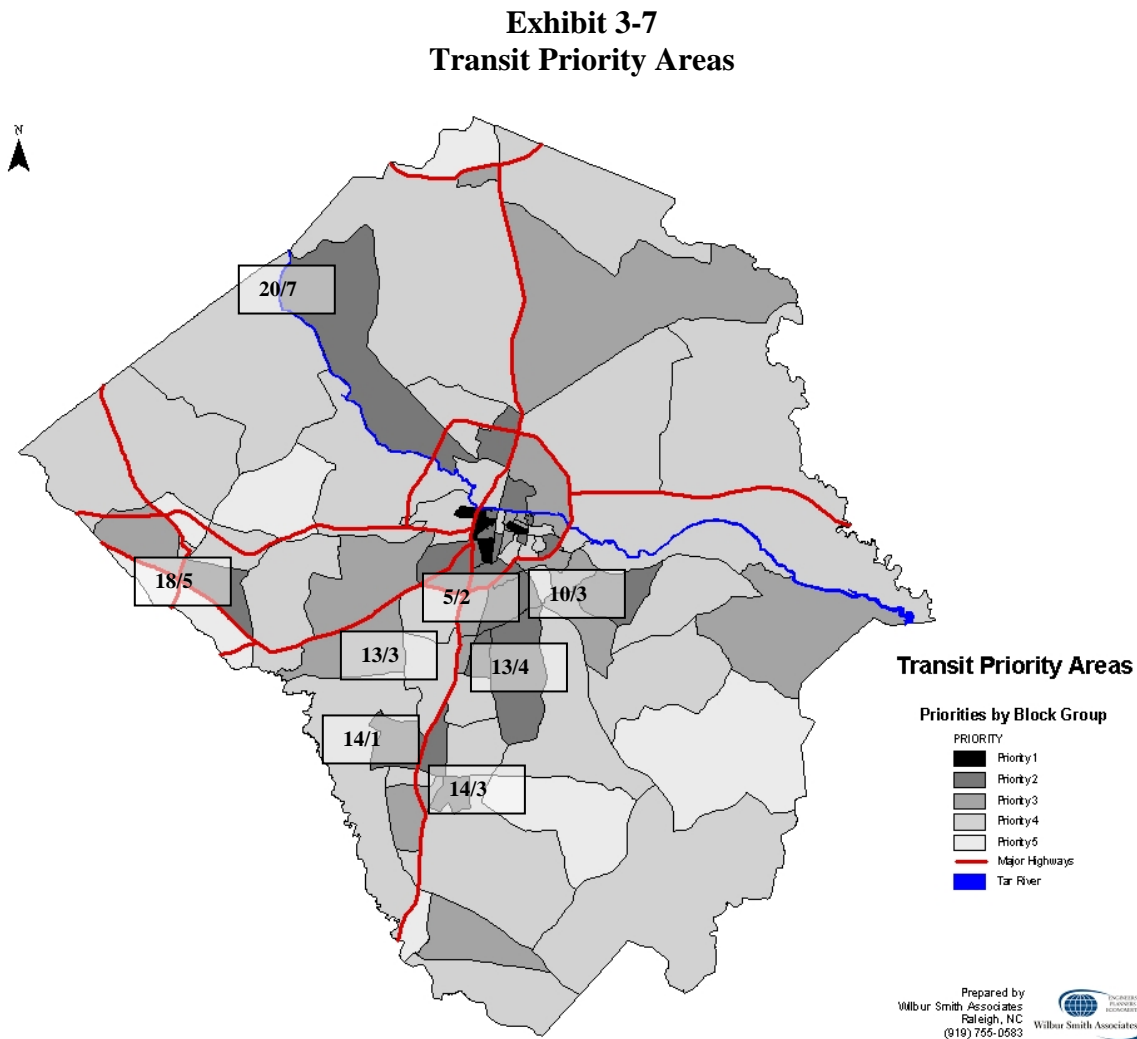 Exhibit 3-7
Transit Priority Areas
N
20/7
18/5
5/2
10/3
13/3
13/4
14/1
14/3
Transit Priority Areas
Priorities by Block Group
PRIORITY
Priority 1
Priority 2
Priority 3
Priority 4
Priority 5
Major Highways
Tar River
Prepared by
Wilbur Smith Associates
Raleigh, NC
(919) 755-0583
ENGINEERS
PLANNERS
ECONOMISTS
Wilbur Smith Associates